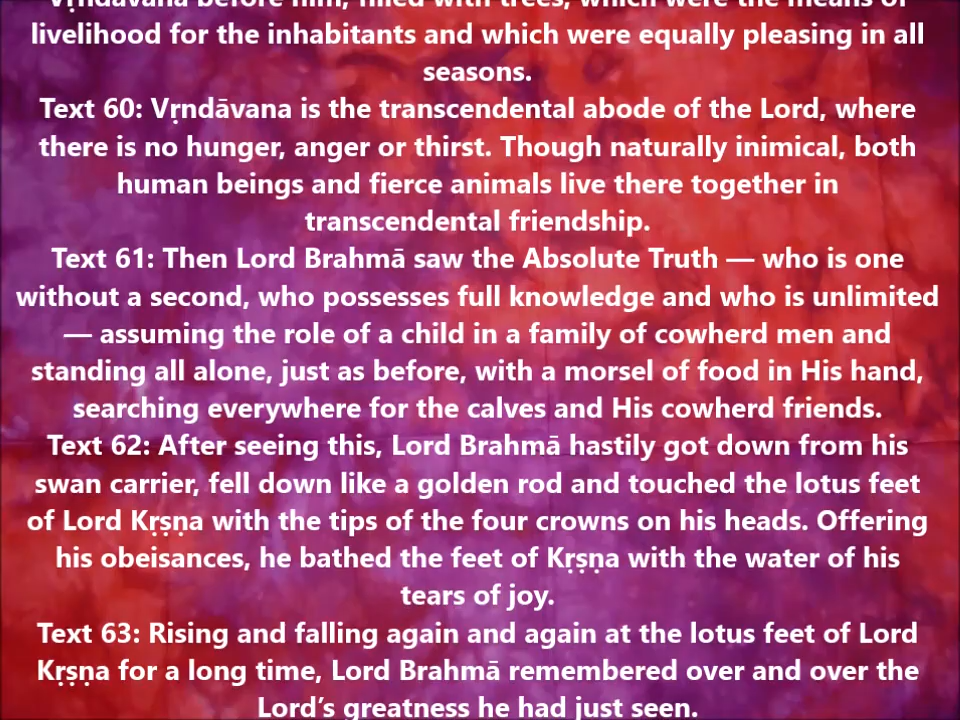 Vṛndāvana before him, filled with trees, which were the means of
livelihood for the inhabitants and which were equally pleasing in all
seasons.
Text 60: Vṛndāvana is the transcendental abode of the Lord, where
there is no hunger, anger or thirst. Though naturally inimical, both
human beings and fierce animals live there together in
transcendental friendship.
Text 61: Then Lord Brahmā saw the Absolute Truth — who is one
without a second, who possesses full knowledge and who is unlimited
— assuming the role of a child in a family of cowherd men and
standing all alone, just as before, with a morsel of food in His hand,
searching everywhere for the calves and His cowherd friends.
Text 62: After seeing this, Lord Brahmā hastily got down from his
swan carrier, fell down like a golden rod and touched the lotus feet
of Lord Kṛṣṇa with the tips of the four crowns on his heads. Offering
his obeisances, he bathed the feet of Kṛṣṇa with the water of his
tears of joy.
Text 63: Rising and falling again and again at the lotus feet of Lord
Kṛṣṇa for a long time, Lord Brahmā remembered over and over the
Lord’s greatness he had just seen.